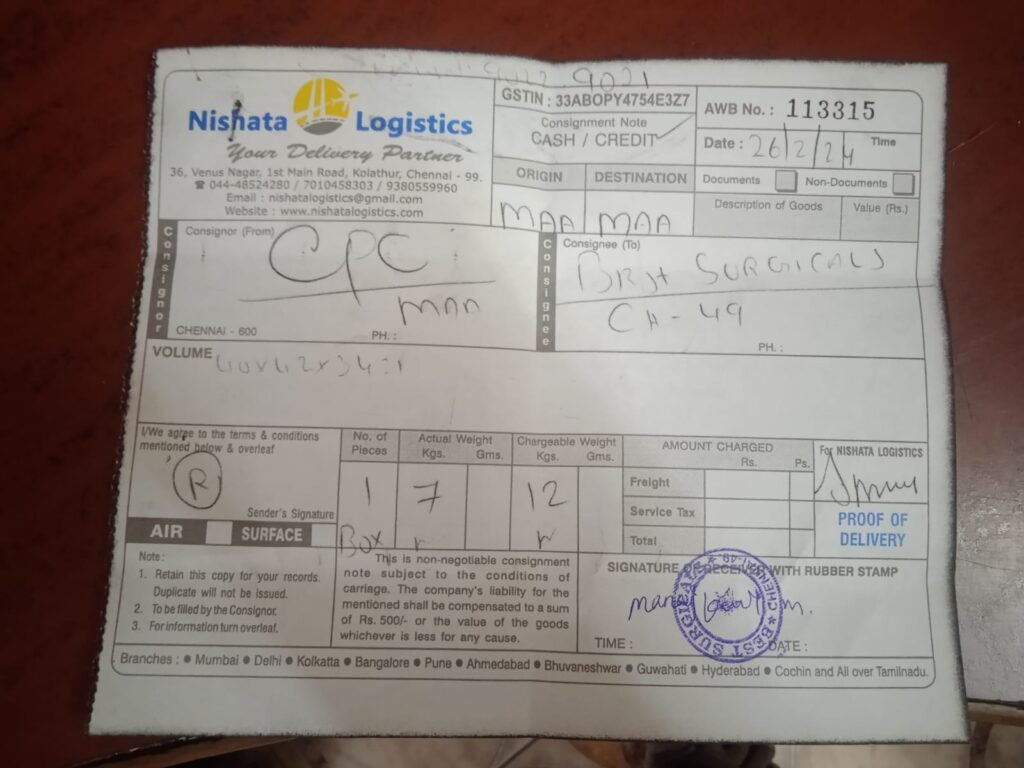 9021
Nishata Logistics
Your Delivery Partner
36, Venus Nagar, 1st Main Road, Kolathur, Chennai - 99.
☎ 044-48524280 / 7010458303 / 9380559960
Email : nishatalogistics@gmail.com
Website : www.nishatalogistics.com
GSTIN : 33ABOPY4754E3Z7
Consignment Note
CASH / CREDIT
AWB No. : 113315
Date : 26/2/24 Time
ORIGIN DESTINATION
MAA MAA
Documents Non-Documents
Description of Goods Value (Rs.)
Consignor
Consignor (From)
CPC
MAA
CHENNAI - 600 PH. :
Consignee
Consignee (To)
SURGICALS
CH - 49
PH. :
VOLUME
I/We agree to the terms & conditions
mentioned below & overleaf
R
Sender's Signature
AIR SURFACE
No. of Pieces
1
Box
Actual Weight
Kgs. Gms.
7
Chargeable Weight
Kgs. Gms.
12
AMOUNT CHARGED
Rs. Ps.
Freight
Service Tax
Total
For NISHATA LOGISTICS
PROOF OF
DELIVERY
Note :
1. Retain this copy for your records.
Duplicate will not be issued.
2. To be filled by the Consignor.
3. For information turn overleaf.
This is non-negotiable consignment
note subject to the conditions of
carriage. The company's liability for the
mentioned shall be compensated to a sum
of Rs. 500/- or the value of the goods
whichever is less for any cause.
SIGNATURE OF RECEIVER WITH RUBBER STAMP
★ BEST SURGICALS ★ CHENNAI-49
TIME : DATE :
Branches : ● Mumbai ● Delhi ● Kolkatta ● Bangalore ● Pune ● Ahmedabad ● Bhuvaneshwar ● Guwahati ● Hyderabad ● Cochin and All over Tamilnadu.